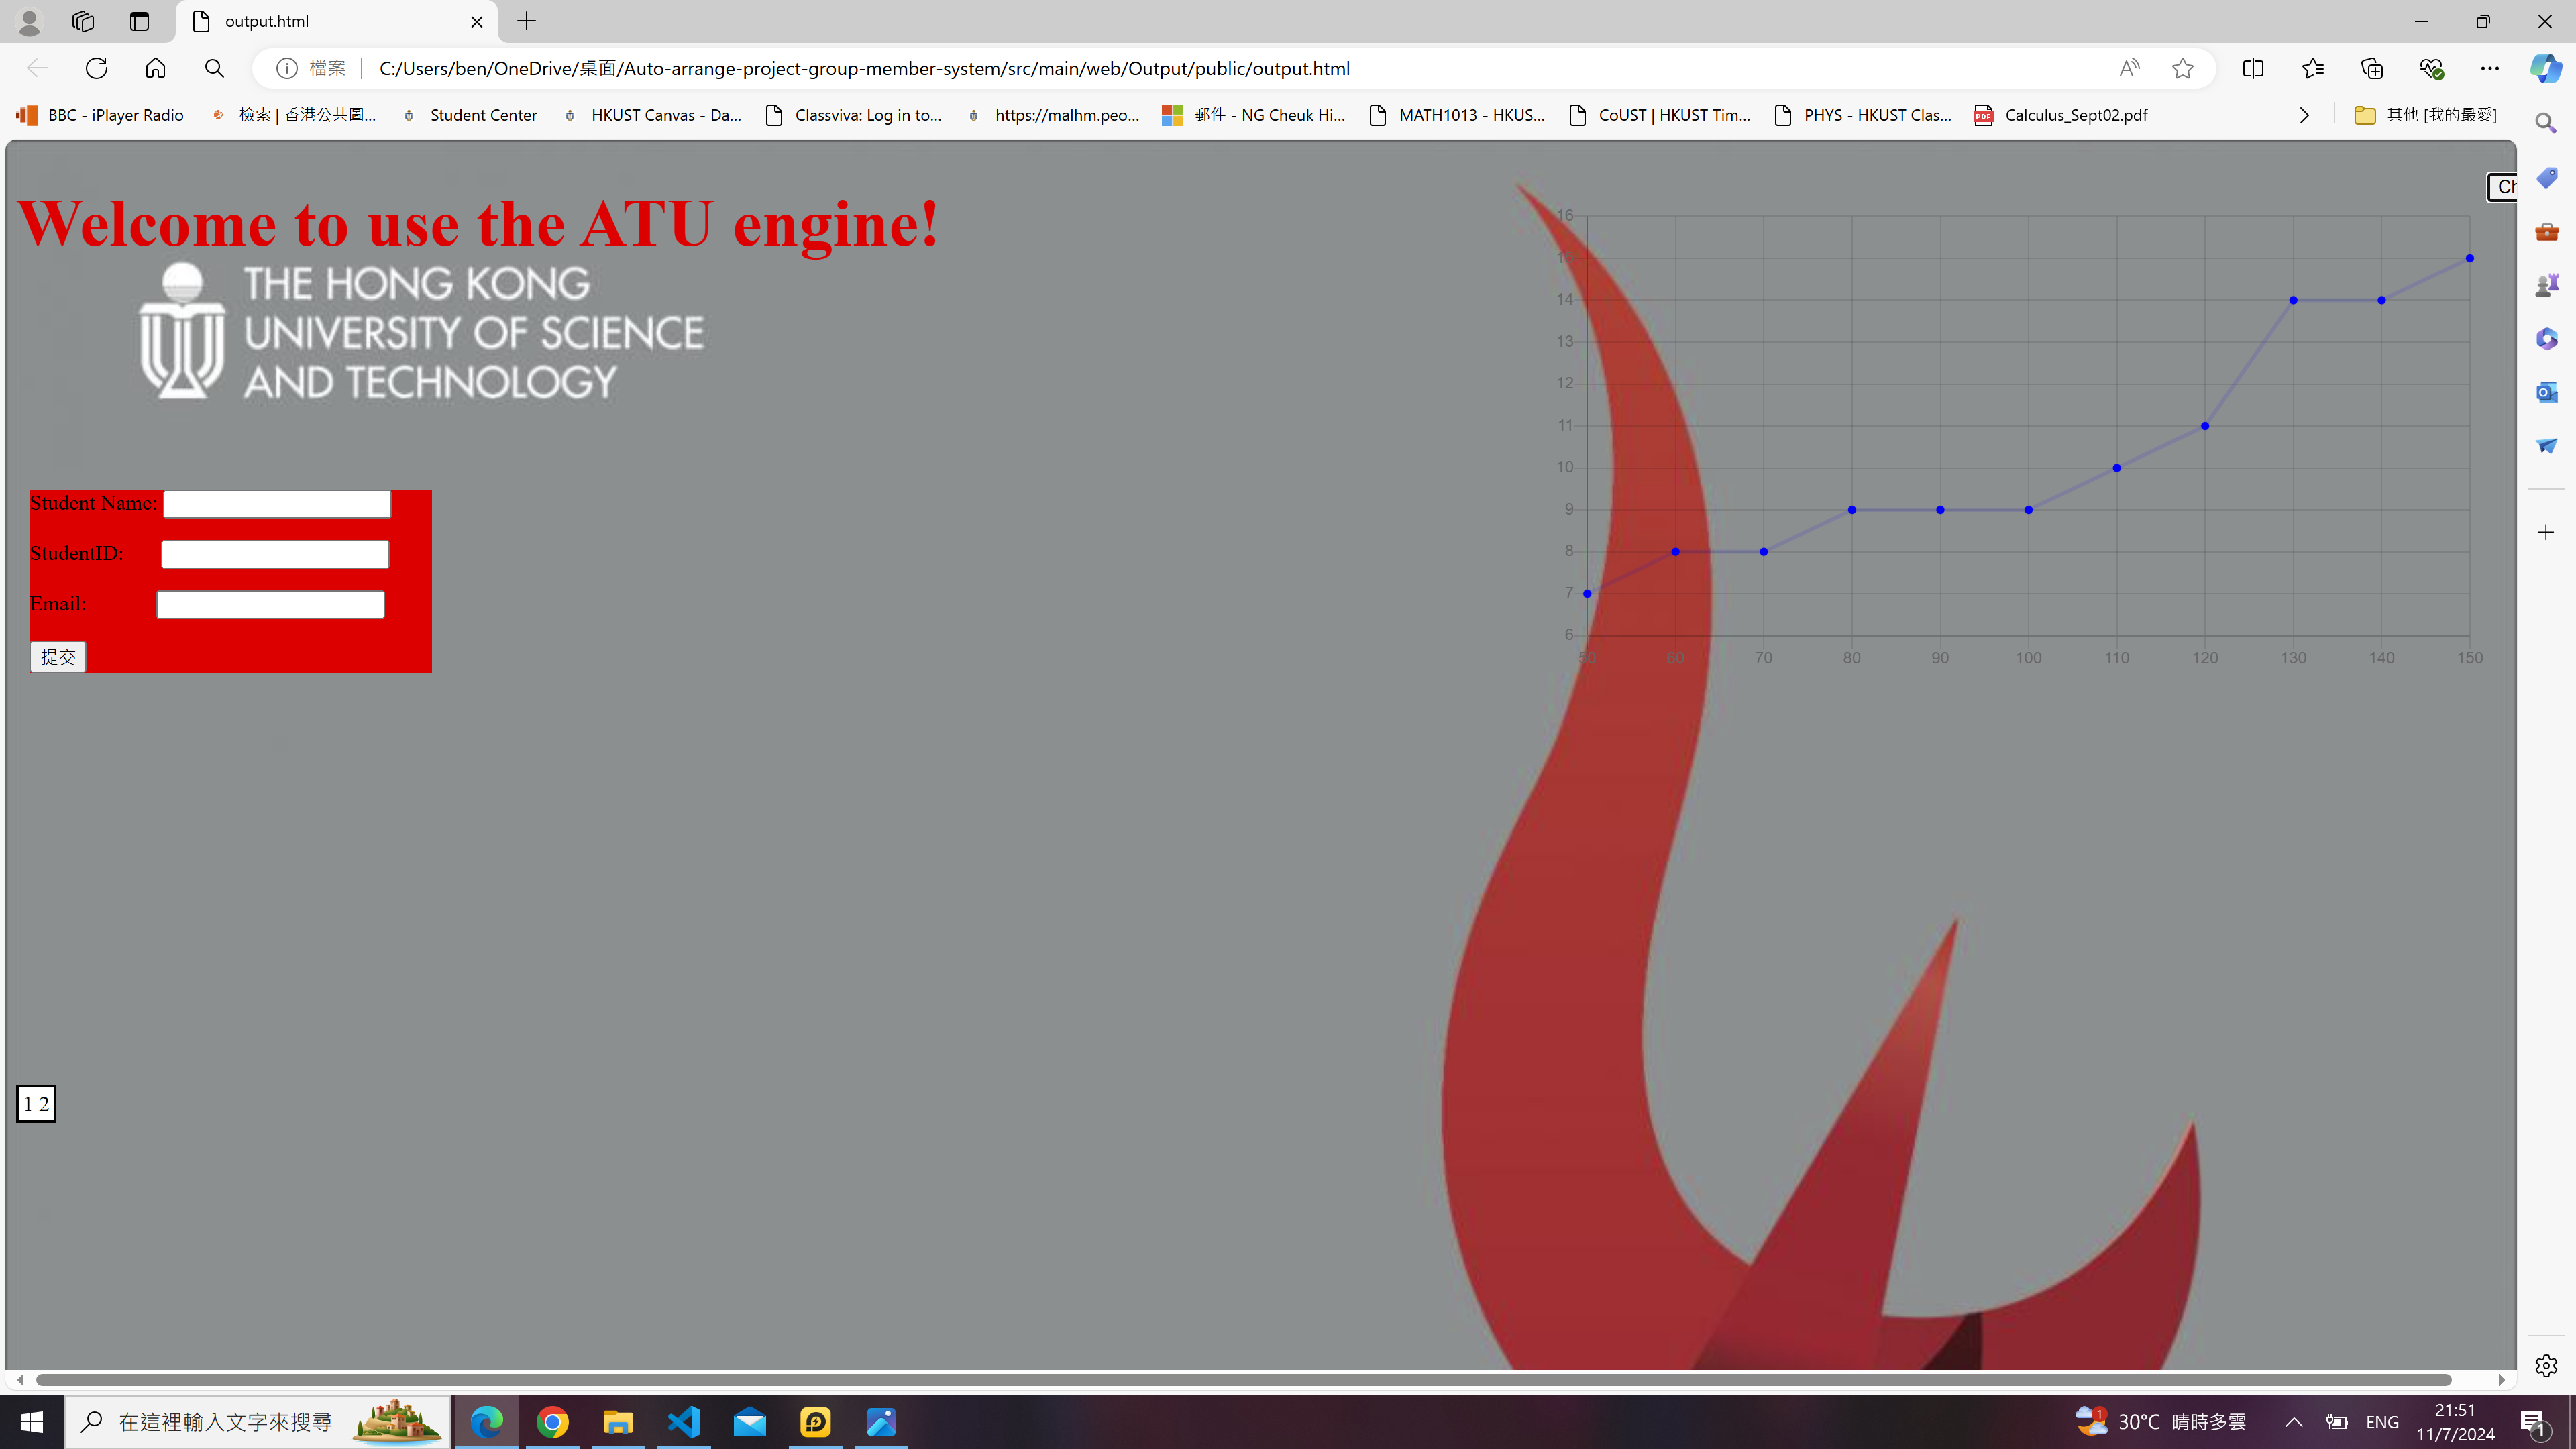 output.html
檔案
C:/Users/ben/OneDrive/桌面/Auto-arrange-project-group-member-system/src/main/web/Output/public/output.html
BBC - iPlayer Radio
檢索 | 香港公共圖...
Student Center
HKUST Canvas - Da...
Classviva: Log in to...
https://malhm.peo...
郵件 - NG Cheuk Hi...
MATH1013 - HKUS...
CoUST | HKUST Tim...
PHYS - HKUST Clas...
PDF
Calculus_Sept02.pdf
其他 [我的最愛]
Ch
Welcome to use the ATU engine!
THE HONG KONG
UNIVERSITY OF SCIENCE
AND TECHNOLOGY
16
15
14
13
12
11
10
9
8
7
6
50 60 70 80 90 100 110 120 130 140 150
Student Name:
StudentID:
Email:
提交
1 2
在這裡輸入文字來搜尋
1
30°C 晴時多雲
ENG
21:51
11/7/2024
1